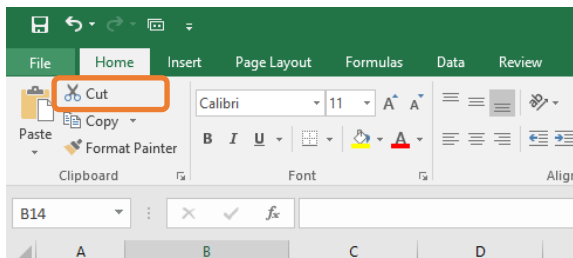 File Home Insert Page Layout Formulas Data Review
Cut
Calibri 11 A A
Copy
Paste
Format Painter
B I U A
Clipboard Font
B14 fx
A B C D